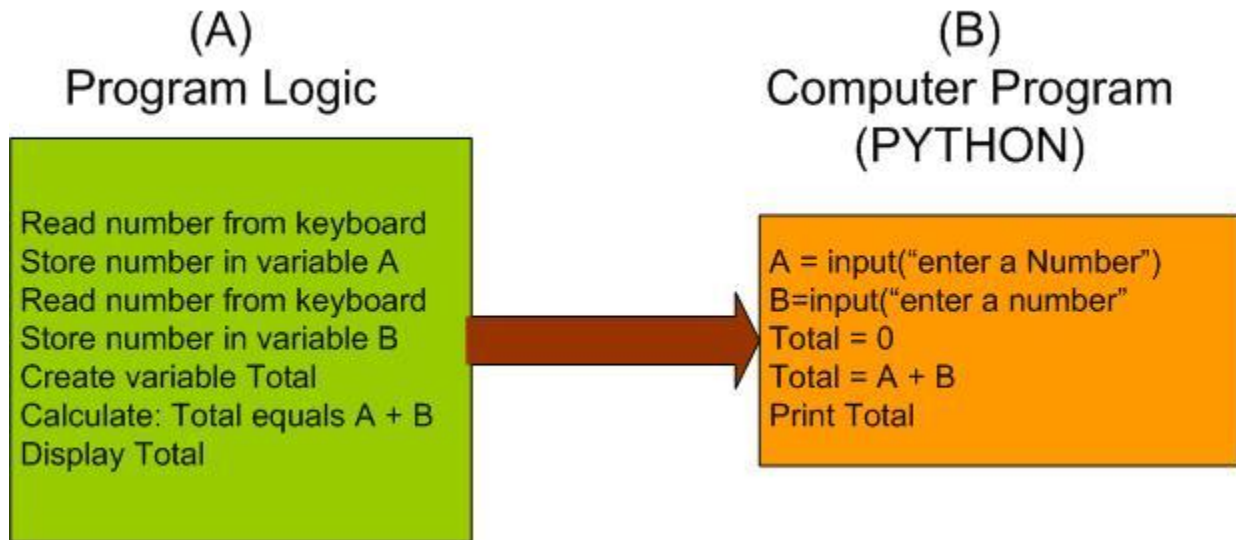 (A)
Program Logic
Read number from keyboard
Store number in variable A
Read number from keyboard
Store number in variable B
Create variable Total
Calculate: Total equals A + B
Display Total
(B)
Computer Program
(PYTHON)
A = input(“enter a Number”)
B=input(“enter a number”
Total = 0
Total = A + B
Print Total